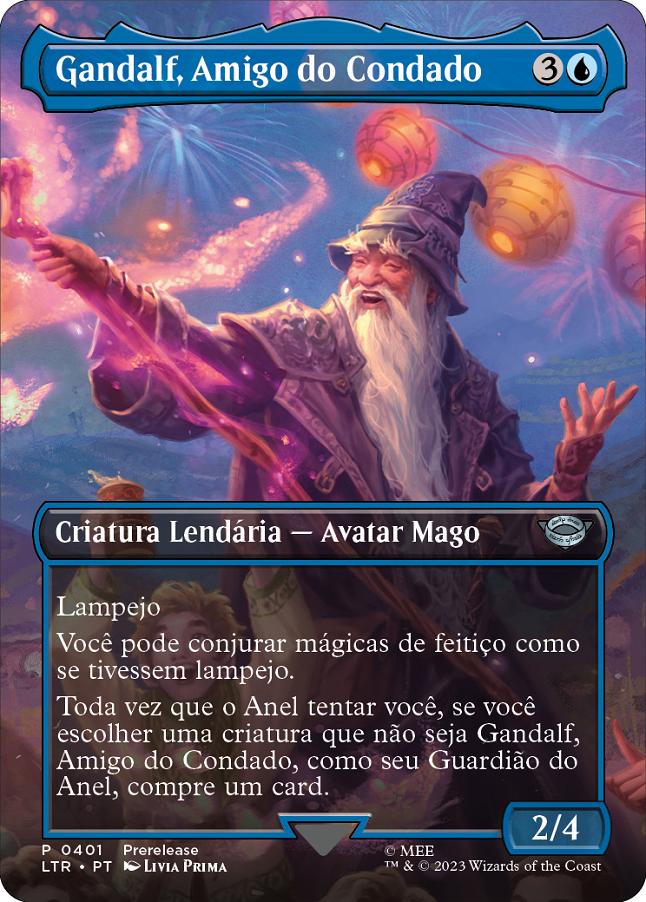 Gandalf, Amigo do Condado 3
Criatura Lendária — Avatar Mago
Lampejo
Você pode conjurar mágicas de feitiço como
se tivessem lampejo.
Toda vez que o Anel tentar você, se você
escolher uma criatura que não seja Gandalf,
Amigo do Condado, como seu Guardião do
Anel, compre um card.
2/4
P 0401 Prerelease
LTR • PT Livia Prima
© MEE
™ & © 2023 Wizards of the Coast